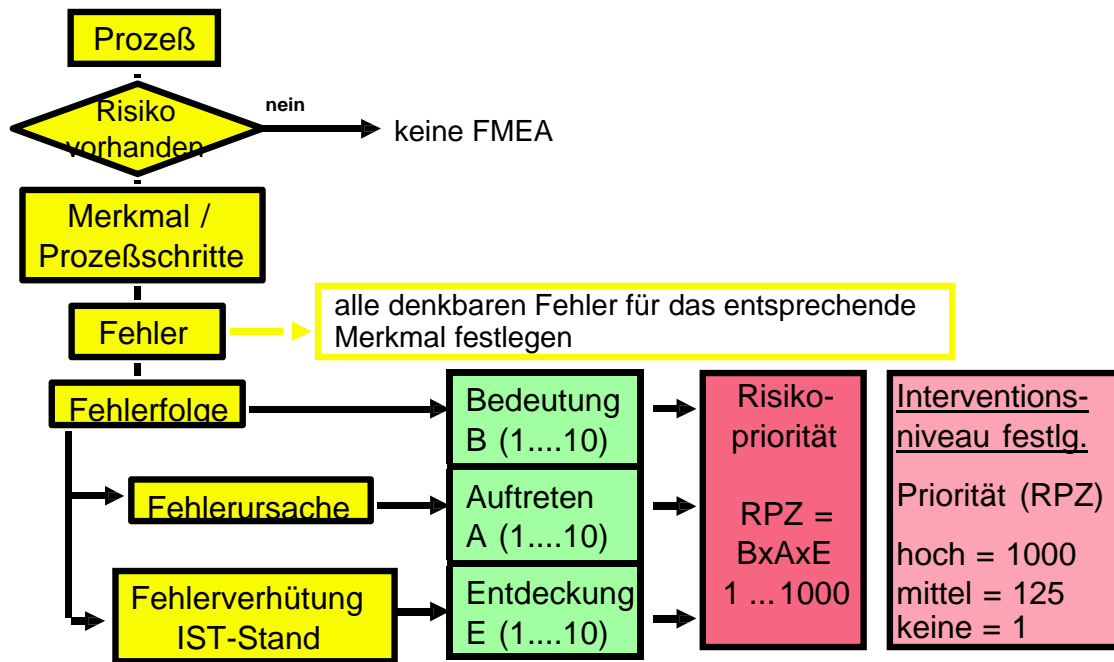 Prozeß
Risiko
vorhanden
nein
keine FMEA
Merkmal /
Prozeßschritte
Fehler
alle denkbaren Fehler für das entsprechende
Merkmal festlegen
Fehlerfolge
Bedeutung
B (1....10)
Fehlerursache
Auftreten
A (1....10)
Fehlerverhütung
IST-Stand
Entdeckung
E (1....10)
Risiko-
priorität
RPZ =
BxAxE
1 ... 1000
Interventions-
niveau festlg.
Priorität (RPZ)
hoch = 1000
mittel = 125
keine = 1